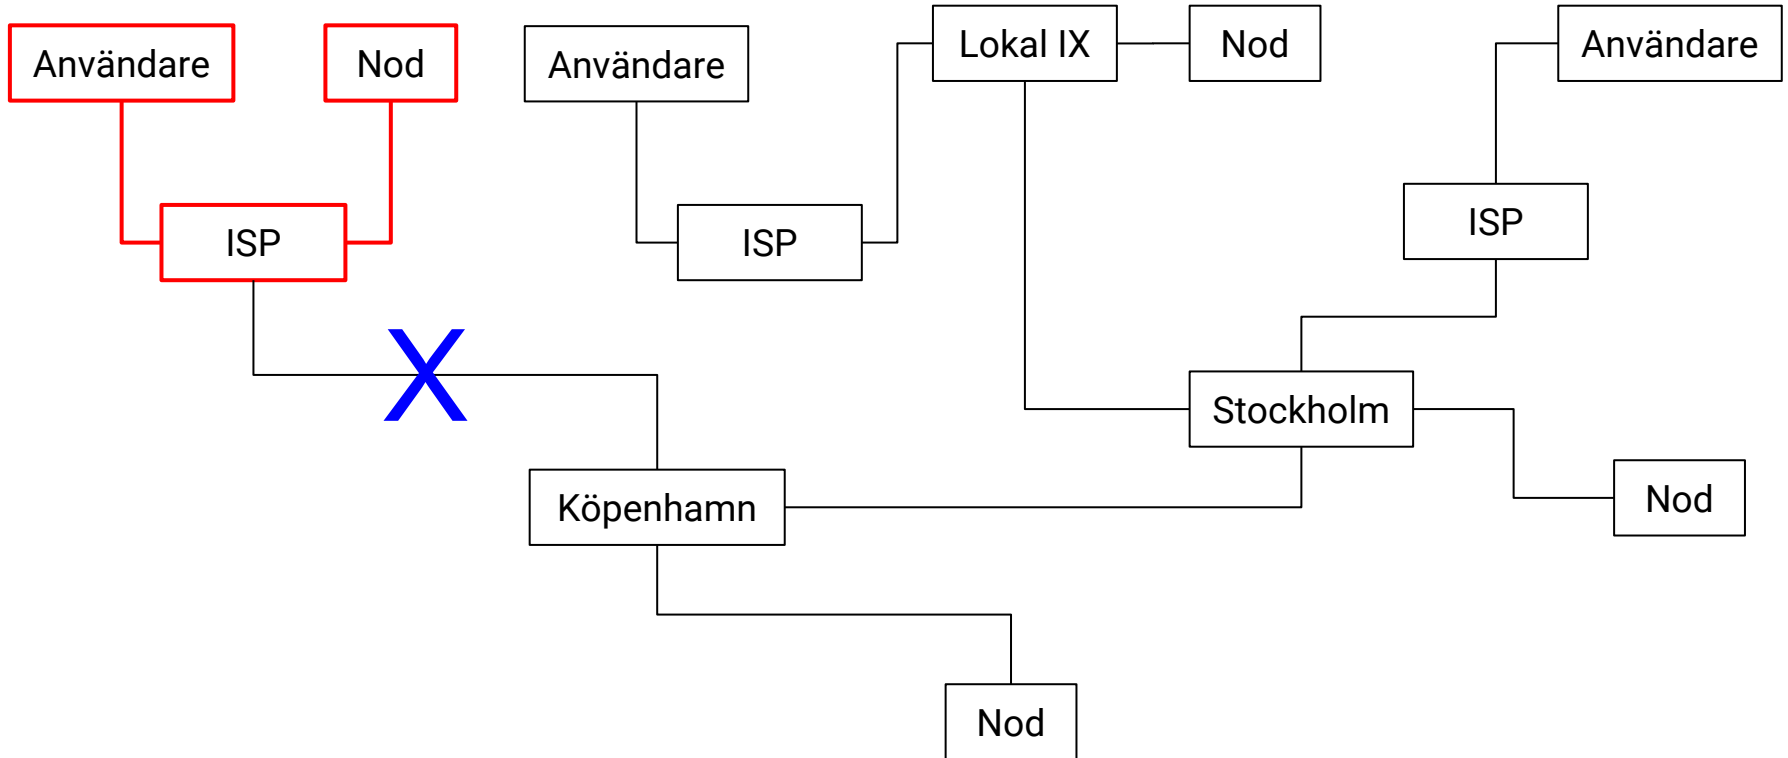 Användare
Nod
Användare
Lokal IX
Nod
Användare
ISP
ISP
ISP
X
Stockholm
Köpenhamn
Nod
Nod